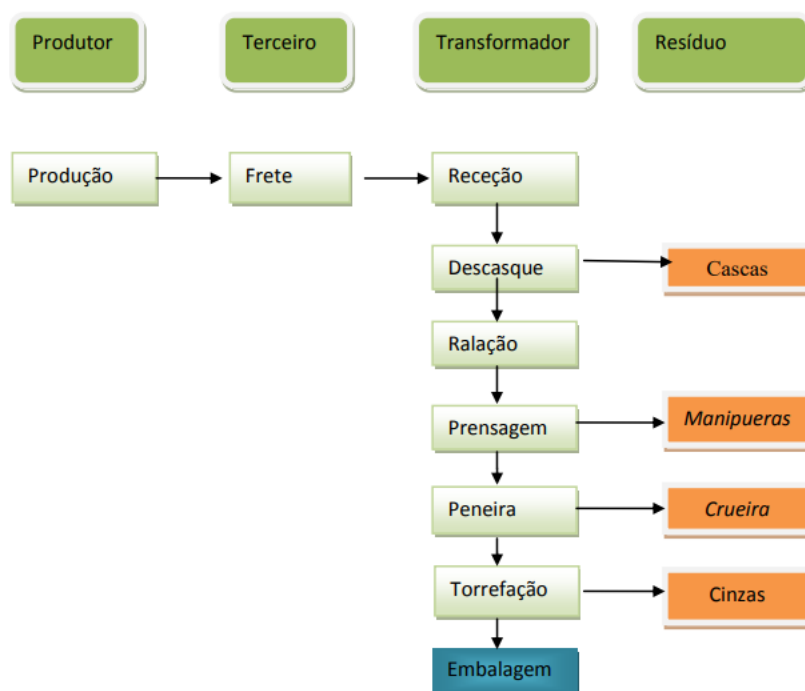 Produtor
Terceiro
Transformador
Resíduo
Produção
Frete
Receção
Descasque
Cascas
Ralação
Prensagem
Manipueras
Peneira
Crueira
Torrefação
Cinzas
Embalagem